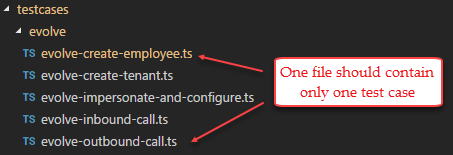 testcases
evolve
TS evolve-create-employee.ts
TS evolve-create-tenant.ts
TS evolve-impersonate-and-configure.ts
TS evolve-inbound-call.ts
TS evolve-outbound-call.ts
One file should contain
only one test case